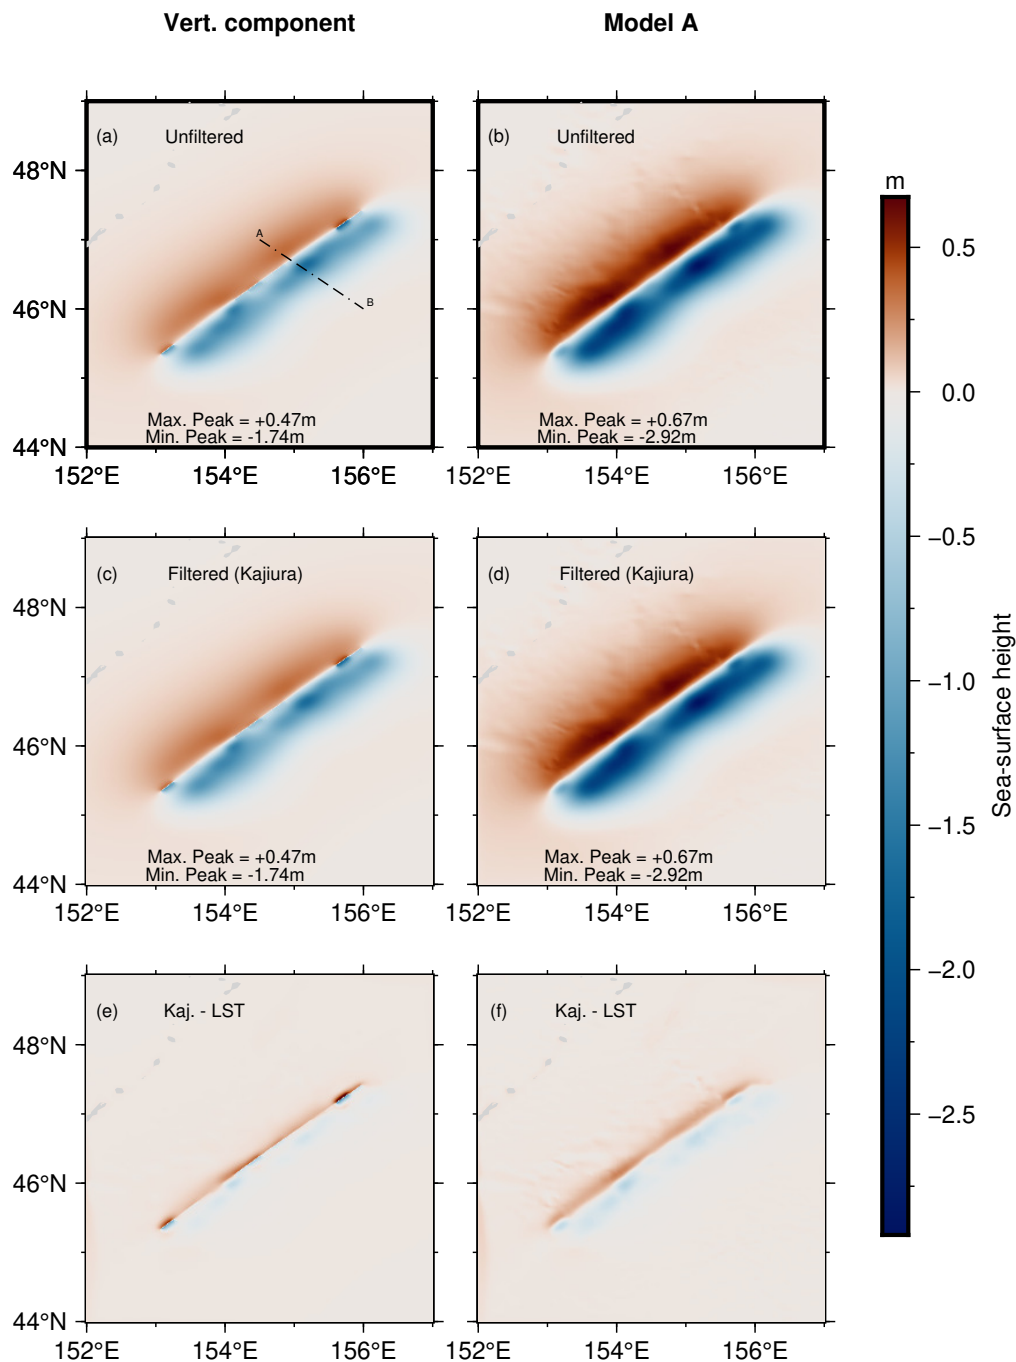 Vert. component
Model A
(a) Unfiltered
A
B
Max. Peak = +0.47m
Min. Peak = -1.74m
48°N
46°N
44°N
152°E 154°E 156°E
(b) Unfiltered
Max. Peak = +0.67m
Min. Peak = -2.92m
152°E 154°E 156°E
(c) Filtered (Kajiura)
Max. Peak = +0.47m
Min. Peak = -1.74m
48°N
46°N
44°N
152°E 154°E 156°E
(d) Filtered (Kajiura)
Max. Peak = +0.67m
Min. Peak = -2.92m
152°E 154°E 156°E
(e) Kaj. - LST
48°N
46°N
44°N
152°E 154°E 156°E
(f) Kaj. - LST
152°E 154°E 156°E
m
0.5
0.0
−0.5
−1.0
−1.5
−2.0
−2.5
Sea-surface height